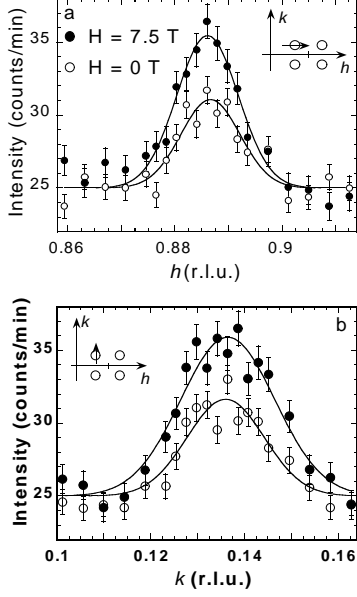 a
35
H = 7.5 T
H = 0 T
k
h
30
25
Intensity (counts/min)
0.86
0.88
0.9
h (r.l.u.)
b
35
k
h
30
25
Intensity (counts/min)
0.1
0.12
0.14
0.16
k (r.l.u.)